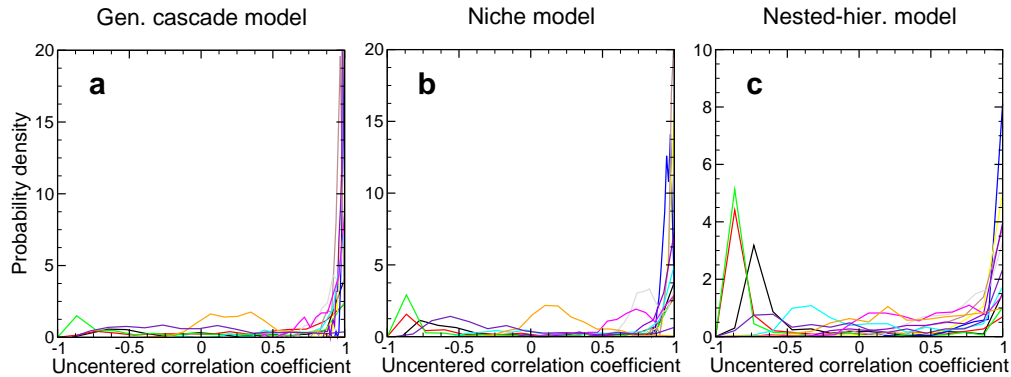 Gen. cascade model Niche model Nested-hier. model
20 20 10
a b c
15 15 8
6
10 10
4
5 5
2
0 0 0
-1 -0.5 0 0.5 1 -1 -0.5 0 0.5 1 -1 -0.5 0 0.5 1
Probability density
Uncentered correlation coefficient Uncentered correlation coefficient Uncentered correlation coefficient